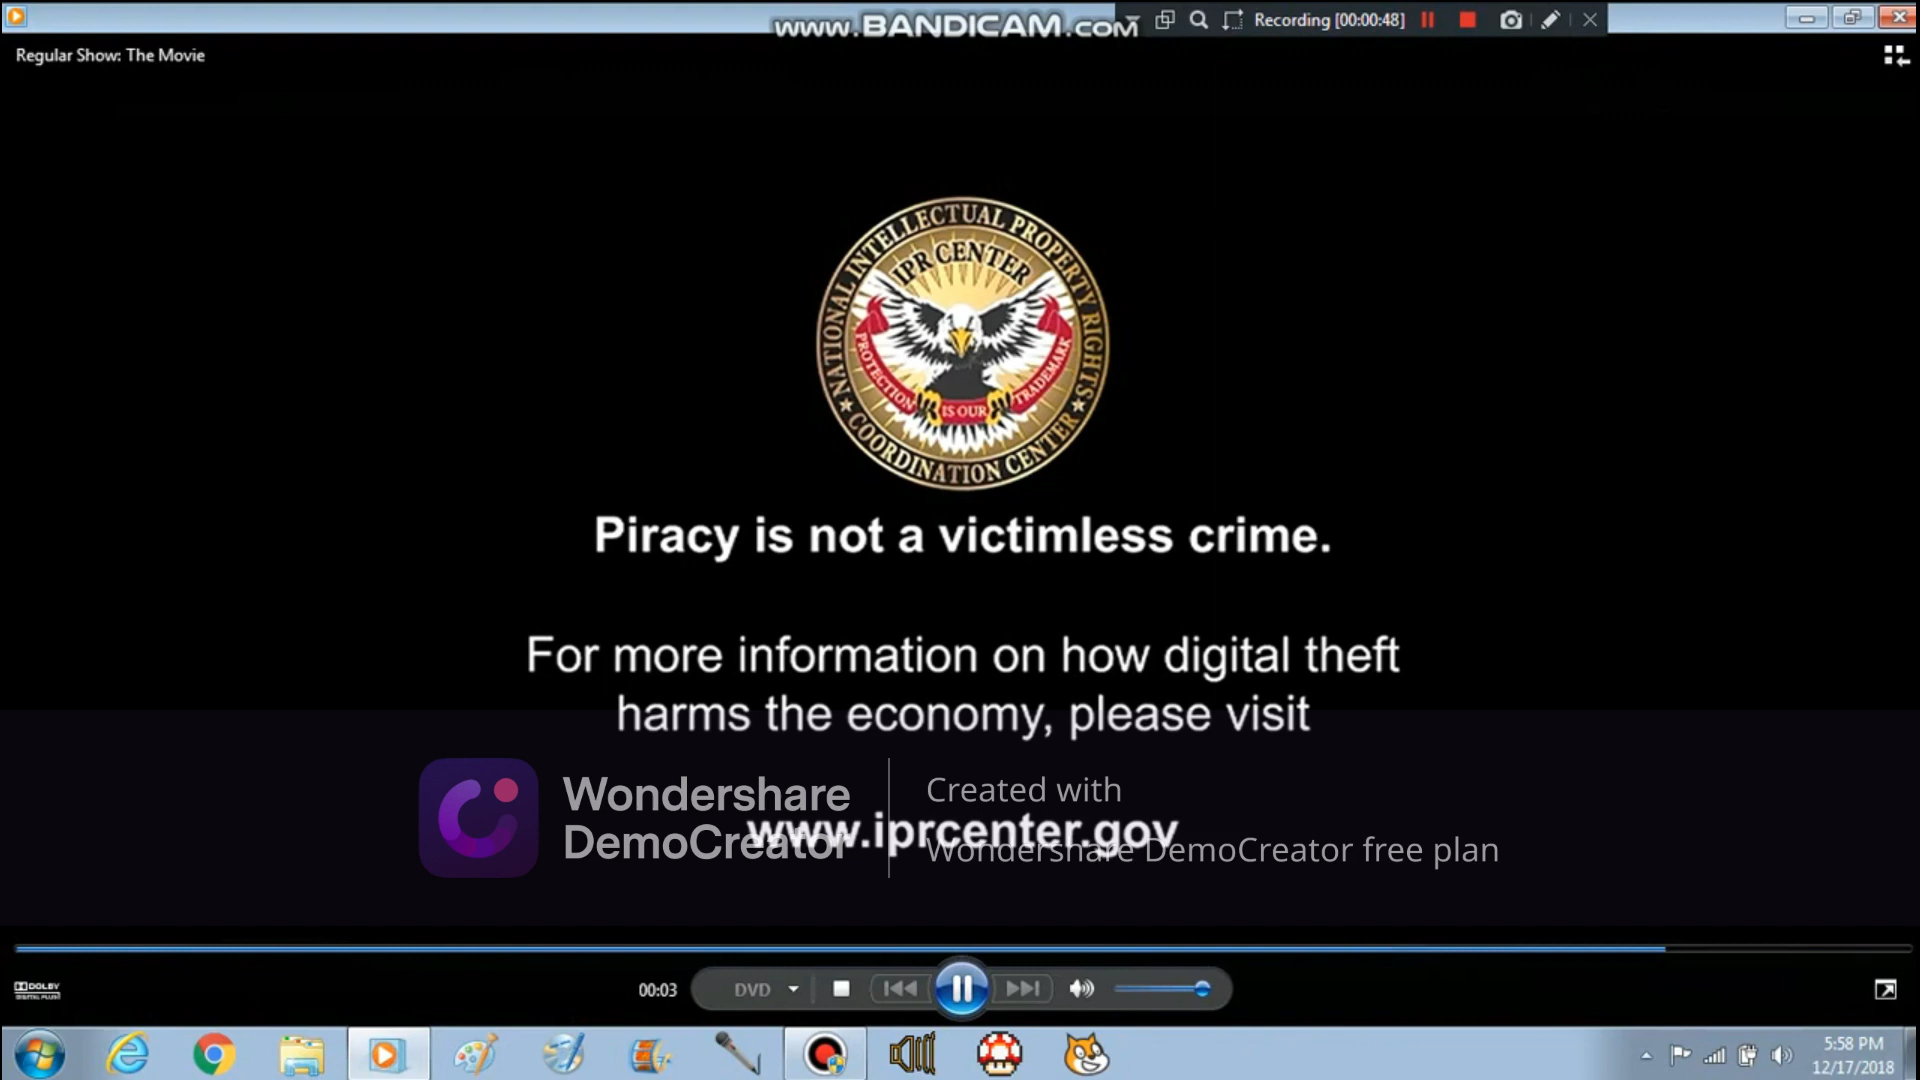 www.BANDICAM.com
Recording [00:00:48]
Regular Show: The Movie
NATIONAL INTELLECTUAL PROPERTY RIGHTS
IPR CENTER
PROTECTION IS OUR TRADEMARK
COORDINATION CENTER
Piracy is not a victimless crime.
For more information on how digital theft
harms the economy, please visit
www.iprcenter.gov
Wondershare
DemoCreator
Created with
Wondershare DemoCreator free plan
DOLBY
DIGITAL PLUS
00:03
DVD
5:58 PM
12/17/2018